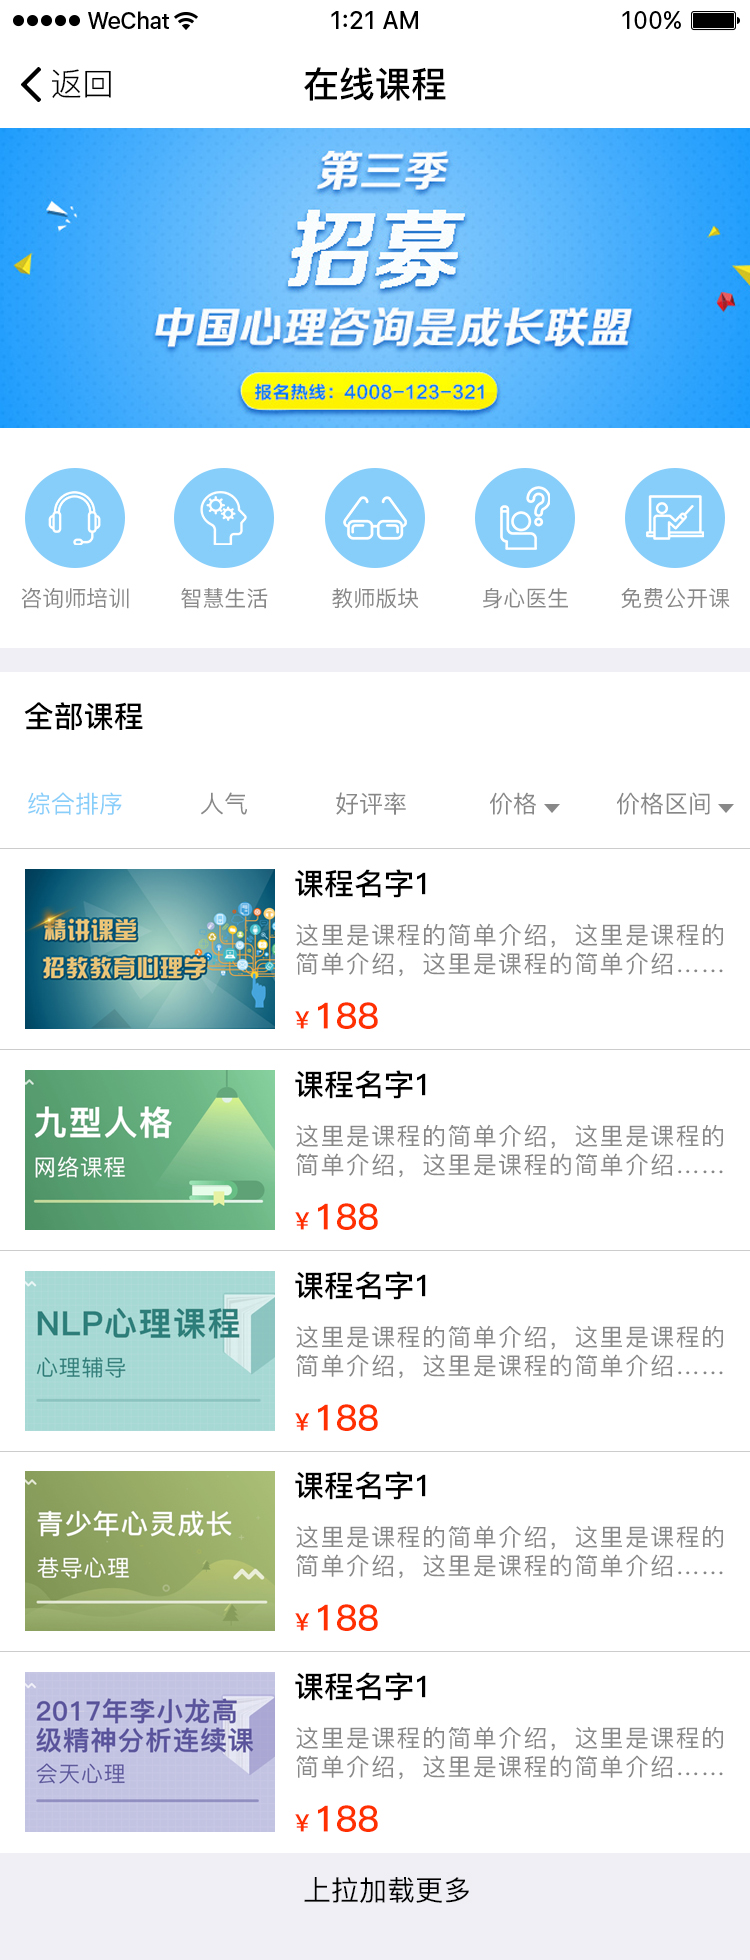 WeChat 1:21 AM 100%
返回 在线课程
第三季
招募
中国心理咨询是成长联盟
报名热线：4008-123-321
咨询师培训 智慧生活 教师版块 身心医生 免费公开课
全部课程
综合排序 人气 好评率 价格 价格区间
精讲课堂
招教教育心理学
课程名字1
这里是课程的简单介绍，这里是课程的
简单介绍，这里是课程的简单介绍……
¥188
九型人格
网络课程
课程名字1
这里是课程的简单介绍，这里是课程的
简单介绍，这里是课程的简单介绍……
¥188
NLP心理课程
心理辅导
课程名字1
这里是课程的简单介绍，这里是课程的
简单介绍，这里是课程的简单介绍……
¥188
青少年心灵成长
巷导心理
课程名字1
这里是课程的简单介绍，这里是课程的
简单介绍，这里是课程的简单介绍……
¥188
2017年李小龙高
级精神分析连续课
会天心理
课程名字1
这里是课程的简单介绍，这里是课程的
简单介绍，这里是课程的简单介绍……
¥188
上拉加载更多